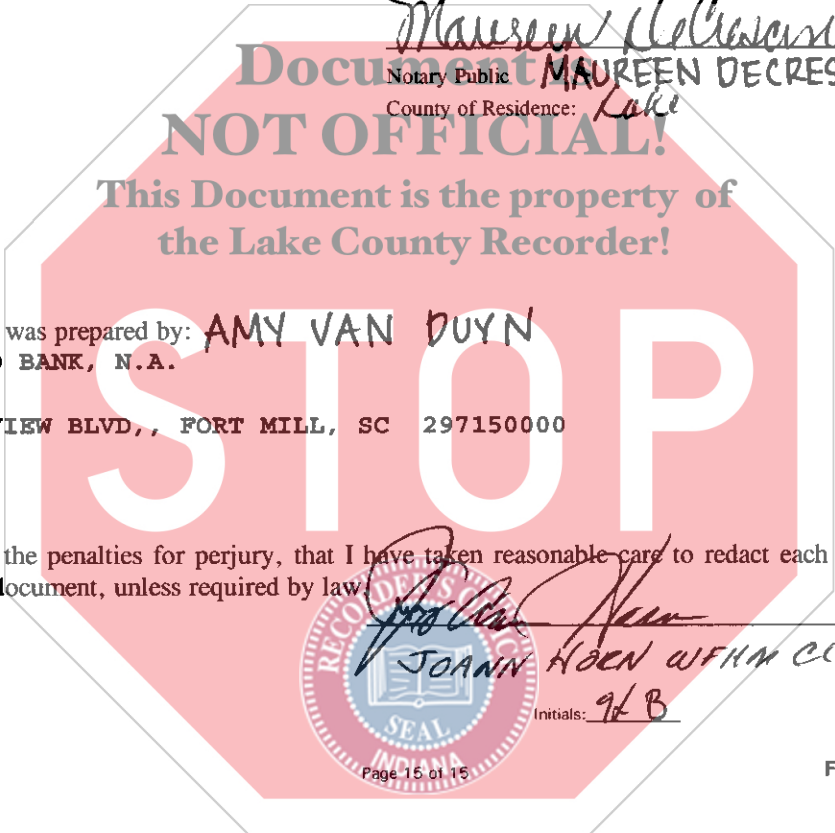 Maureen
Document is
Notary Public MAUREEN DECRES
County of Residence: Lake
NOT OFFICIAL!
This Document is the property of
the Lake County Recorder!
STOP
was prepared by: AMY VAN DUYN
BANK, N.A.
VIEW BLVD,, FORT MILL, SC 297150000
the penalties for perjury, that I have taken reasonable care to redact each
document, unless required by law.
JOANN HORN WFHM
Initials:
RECORDER'S OFFICE
SEAL
INDIANA
Page 15 of 15
F